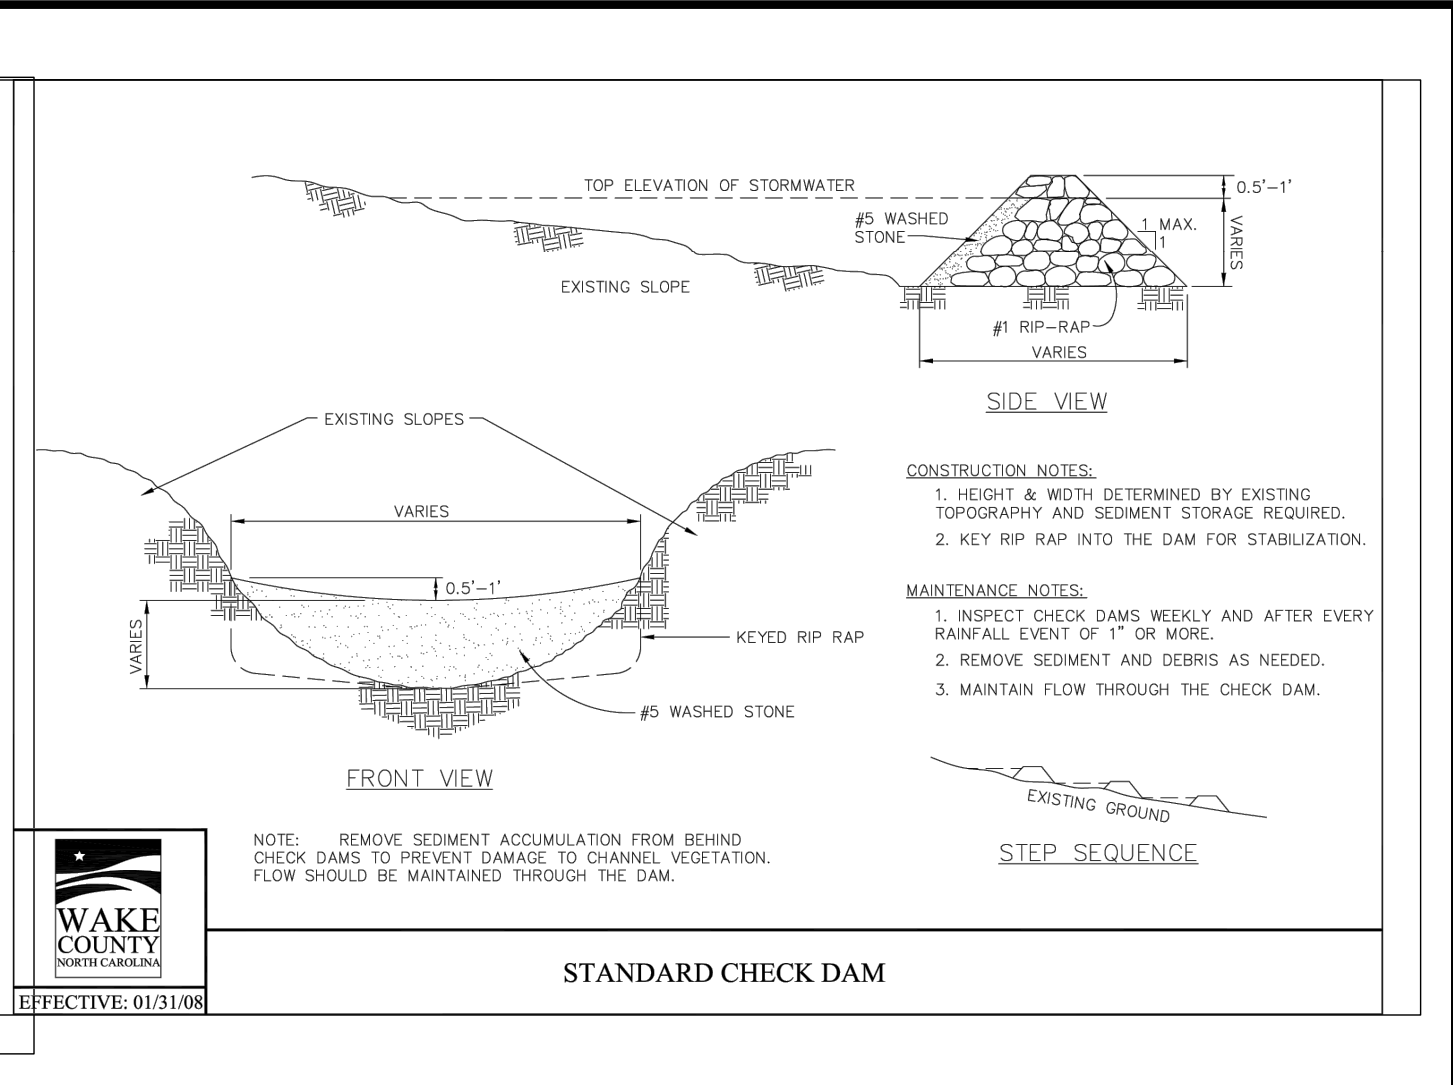 TOP ELEVATION OF STORMWATER
0.5'-1'
#5 WASHED
STONE
1 MAX.
1
VARIES
EXISTING SLOPE
#1 RIP-RAP
VARIES
SIDE VIEW
EXISTING SLOPES
VARIES
0.5'-1'
VARIES
KEYED RIP RAP
#5 WASHED STONE
FRONT VIEW
CONSTRUCTION NOTES:
1. HEIGHT & WIDTH DETERMINED BY EXISTING
TOPOGRAPHY AND SEDIMENT STORAGE REQUIRED.
2. KEY RIP RAP INTO THE DAM FOR STABILIZATION.
MAINTENANCE NOTES:
1. INSPECT CHECK DAMS WEEKLY AND AFTER EVERY
RAINFALL EVENT OF 1" OR MORE.
2. REMOVE SEDIMENT AND DEBRIS AS NEEDED.
3. MAINTAIN FLOW THROUGH THE CHECK DAM.
EXISTING GROUND
STEP SEQUENCE
NOTE: REMOVE SEDIMENT ACCUMULATION FROM BEHIND
CHECK DAMS TO PREVENT DAMAGE TO CHANNEL VEGETATION.
FLOW SHOULD BE MAINTAINED THROUGH THE DAM.
WAKE
COUNTY
NORTH CAROLINA
EFFECTIVE: 01/31/08
STANDARD CHECK DAM